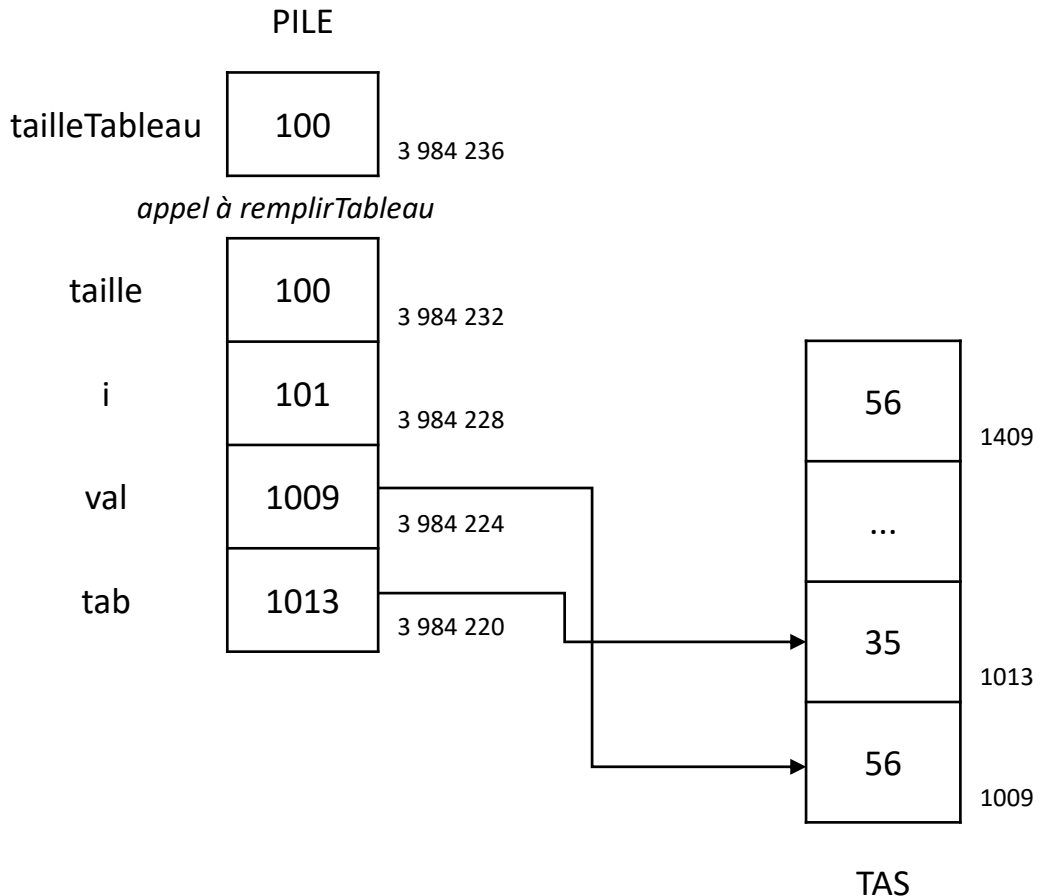 PILE
tailleTableau
100
3 984 236
appel à remplirTableau
taille
100
3 984 232
i
101
3 984 228
val
1009
3 984 224
tab
1013
3 984 220
56
1409
...
35
1013
56
1009
TAS